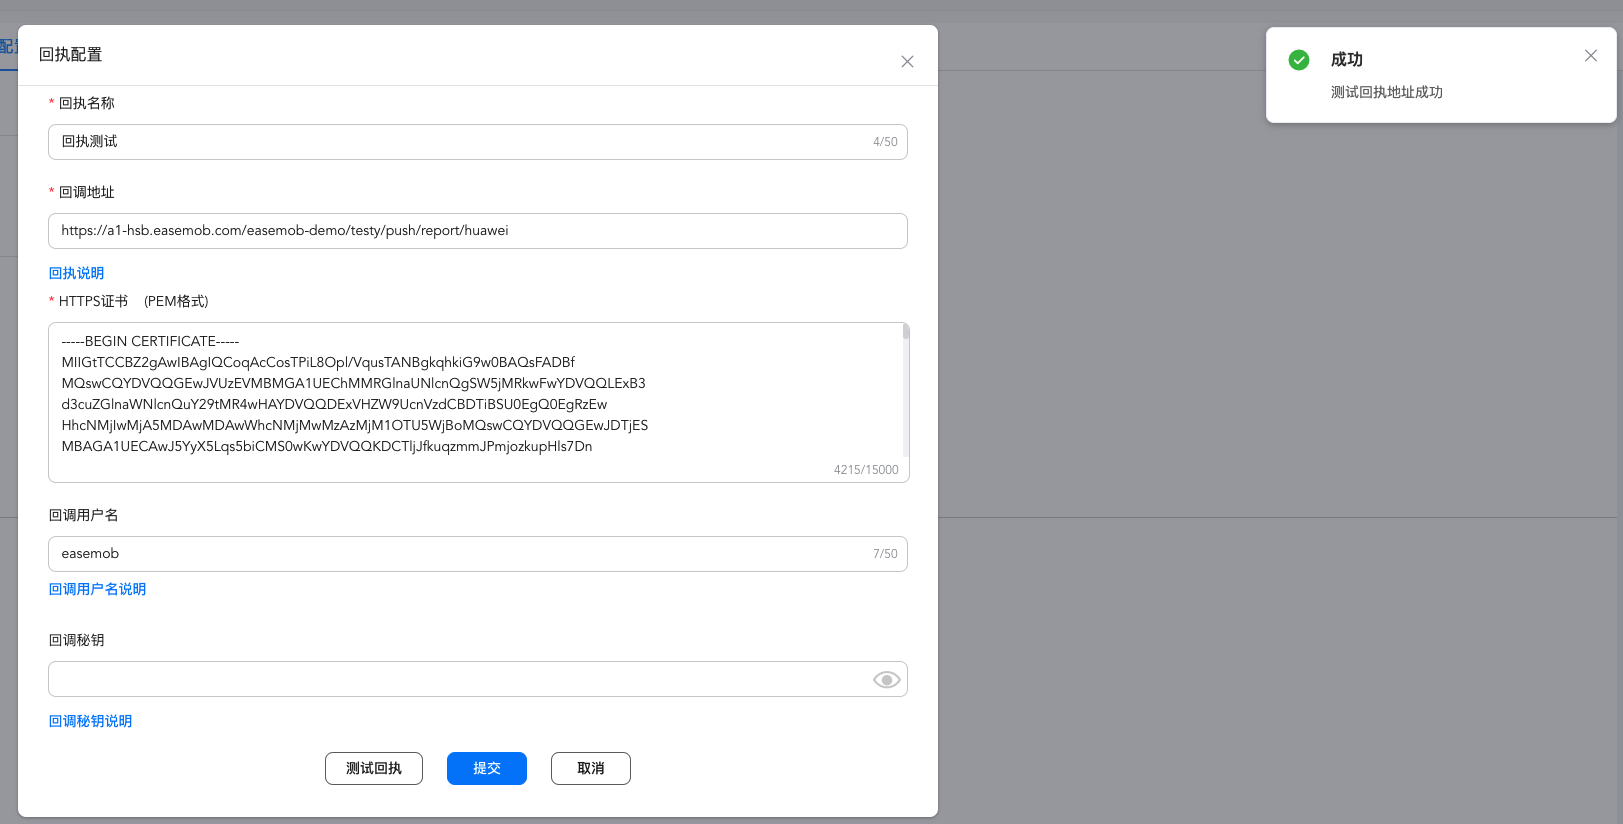 配置
回执配置
* 回执名称
回执测试
4/50
* 回调地址
https://a1-hsb.easemob.com/easemob-demo/testy/push/report/huawei
回执说明
* HTTPS证书 (PEM格式)
-----BEGIN CERTIFICATE-----
MIIGtTCCBZ2gAwIBAgIQCoqAcCosTPiL8Opl/VqusTANBgkqhkiG9w0BAQsFADBf
MQswCQYDVQQGEwJVUzEVMBMGA1UEChMMRGlnaUNlcnQgSW5jMRkwFwYDVQQLExB3
d3cuZGlnaWNlcnQuY29tMR4wHAYDVQQDExVHZW9UcnVzdCBDTiBSU0EgQ0EgRzEw
HhcNMjIwMjA5MDAwMDAwWhcNMjMwMzAzMjM1OTU5WjBoMQswCQYDVQQGEwJDTjES
MBAGA1UECAwJ5YyX5Lqs5biCMS0wKwYDVQQKDCTljJfkuqzmmJPmjozkupHls7Dn
4215/15000
回调用户名
easemob
7/50
回调用户名说明
回调秘钥
回调秘钥说明
测试回执
提交
取消
成功
测试回执地址成功